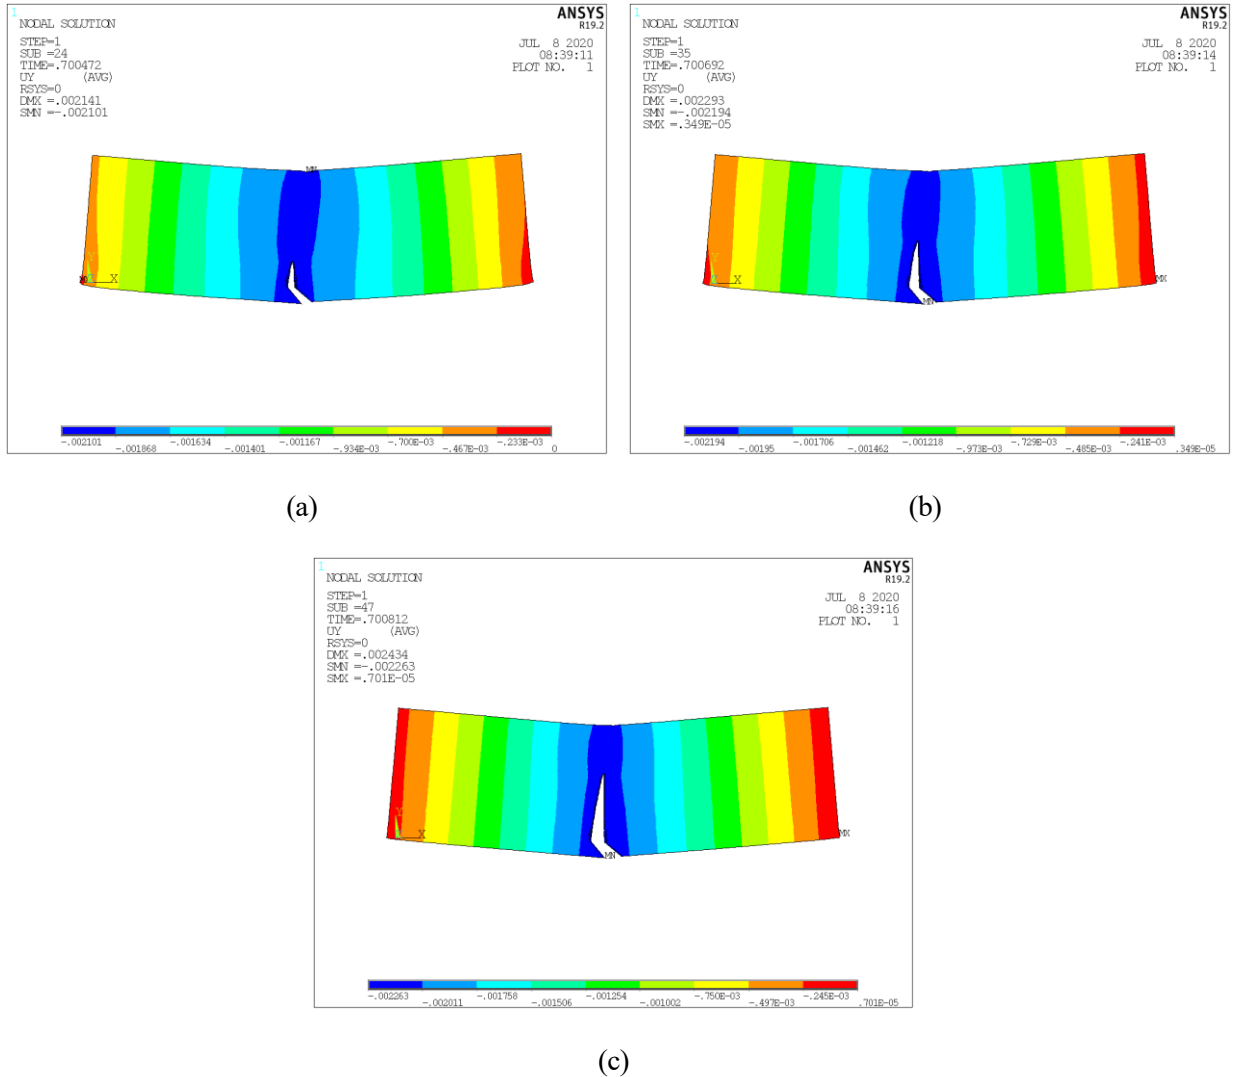 1
NODAL SOLUTION
STEP=1
SUB =24
TIME=.700472
UY (AVG)
RSYS=0
DMX =.002141
SMN =-.002101
ANSYS
R19.2
JUL 8 2020
08:39:11
PLOT NO. 1
MN
Y
X
-.002101
-.001868
-.001634
-.001401
-.001167
-.934E-03
-.700E-03
-.467E-03
-.233E-03
0
(a)
1
NODAL SOLUTION
STEP=1
SUB =35
TIME=.700692
UY (AVG)
RSYS=0
DMX =.002293
SMN =-.002194
SMX =.349E-05
ANSYS
R19.2
JUL 8 2020
08:39:14
PLOT NO. 1
Y
X
MX
MN
-.002194
-.00195
-.001706
-.001462
-.001218
-.973E-03
-.729E-03
-.485E-03
-.241E-03
.349E-05
(b)
1
NODAL SOLUTION
STEP=1
SUB =47
TIME=.700812
UY (AVG)
RSYS=0
DMX =.002434
SMN =-.002263
SMX =.701E-05
ANSYS
R19.2
JUL 8 2020
08:39:16
PLOT NO. 1
Y
X
MX
MN
-.002263
-.002011
-.001758
-.001506
-.001254
-.001002
-.750E-03
-.497E-03
-.245E-03
.701E-05
(c)